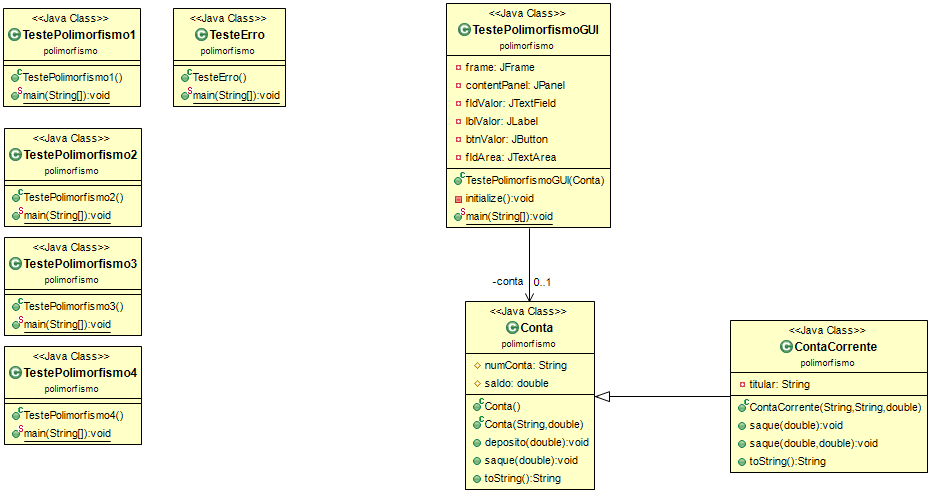 <<Java Class>>
TestePolimorfismo1
polimorfismo
TestePolimorfismo1()
main(String[]):void
<<Java Class>>
TesteErro
polimorfismo
TesteErro()
main(String[]):void
<<Java Class>>
TestePolimorfismo2
polimorfismo
TestePolimorfismo2()
main(String[]):void
<<Java Class>>
TestePolimorfismo3
polimorfismo
TestePolimorfismo3()
main(String[]):void
<<Java Class>>
TestePolimorfismo4
polimorfismo
TestePolimorfismo4()
main(String[]):void
<<Java Class>>
TestePolimorfismoGUI
polimorfismo
frame: JFrame
contentPanel: JPanel
fldValor: JTextField
lblValor: JLabel
btnValor: JButton
fldArea: JTextArea
TestePolimorfismoGUI(Conta)
initialize():void
main(String[]):void
-conta 0..1
<<Java Class>>
Conta
polimorfismo
numConta: String
saldo: double
Conta()
Conta(String,double)
deposito(double):void
saque(double):void
toString():String
<<Java Class>>
ContaCorrente
polimorfismo
titular: String
ContaCorrente(String,String,double)
saque(double):void
saque(double,double):void
toString():String